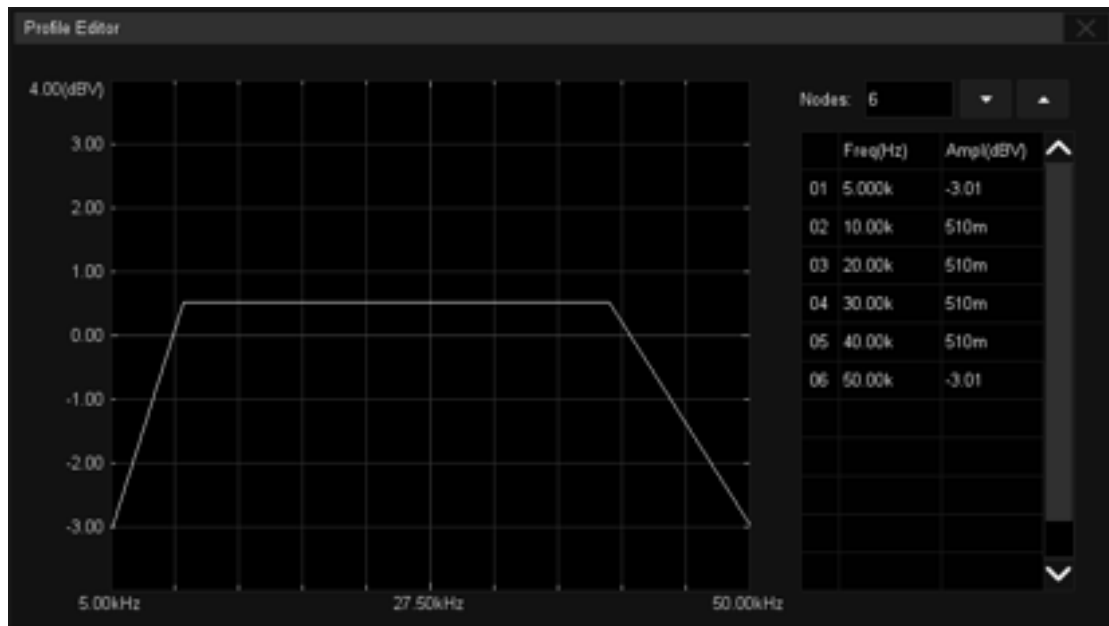 Profile Editor
4.00(dBV)
3.00
2.00
1.00
0.00
-1.00
-2.00
-3.00
5.00kHz 27.50kHz 50.00kHz
Nodes: 6
Freq(Hz) Ampl(dBV)
01 5.000k -3.01
02 10.00k 510m
03 20.00k 510m
04 30.00k 510m
05 40.00k 510m
06 50.00k -3.01